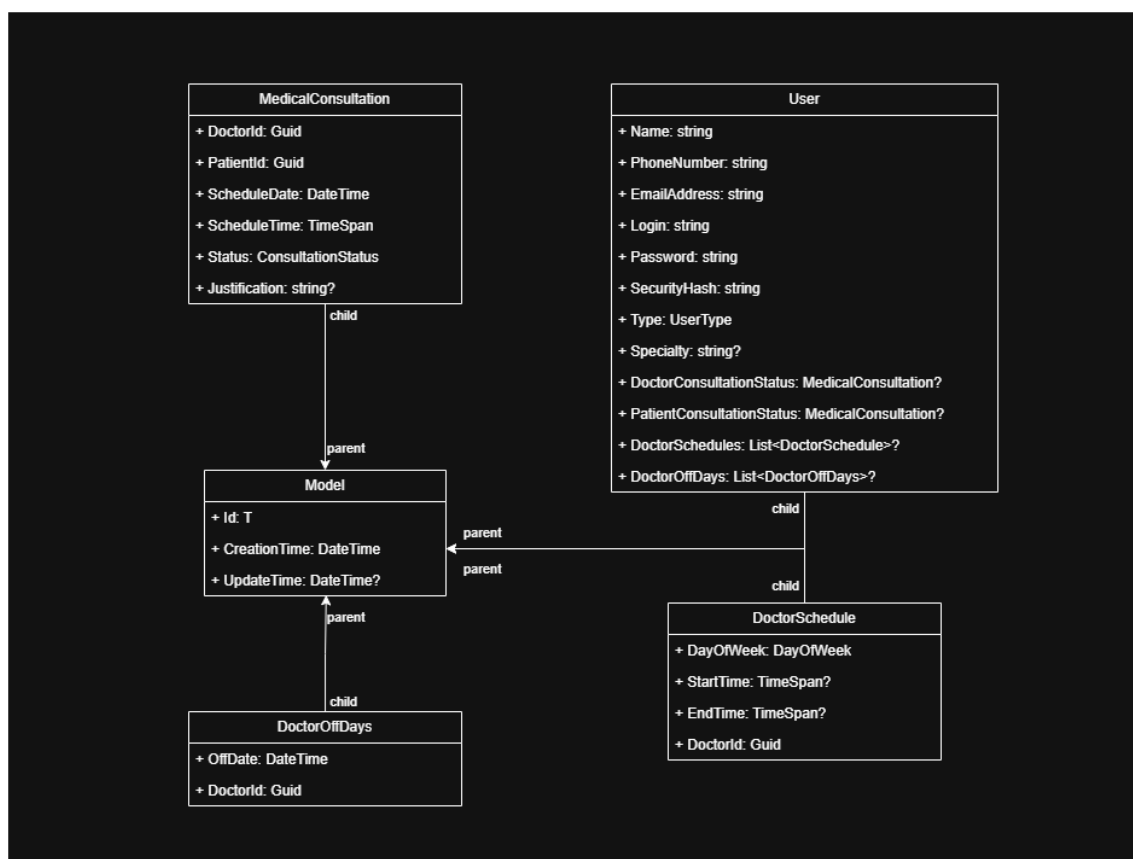 MedicalConsultation
+ DoctorId: Guid
+ PatientId: Guid
+ ScheduleDate: DateTime
+ ScheduleTime: TimeSpan
+ Status: ConsultationStatus
+ Justification: string?
child
parent
User
+ Name: string
+ PhoneNumber: string
+ EmailAddress: string
+ Login: string
+ Password: string
+ SecurityHash: string
+ Type: UserType
+ Specialty: string?
+ DoctorConsultationStatus: MedicalConsultation?
+ PatientConsultationStatus: MedicalConsultation?
+ DoctorSchedules: List<DoctorSchedule>?
+ DoctorOffDays: List<DoctorOffDays>?
child
parent
Model
+ Id: T
+ CreationTime: DateTime
+ UpdateTime: DateTime?
parent
child
DoctorSchedule
+ DayOfWeek: DayOfWeek
+ StartTime: TimeSpan?
+ EndTime: TimeSpan?
+ DoctorId: Guid
parent
child
DoctorOffDays
+ OffDate: DateTime
+ DoctorId: Guid